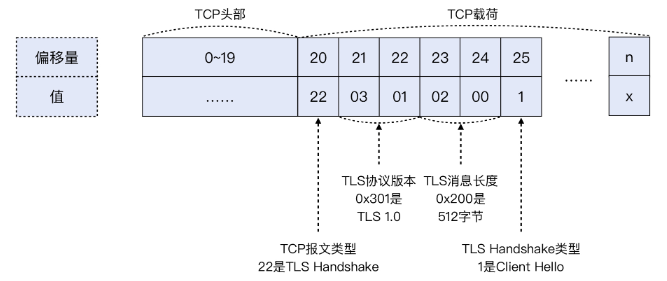 TCP头部 TCP载荷
偏移量 0~19 20 21 22 23 24 25 …… n
值 …… 22 03 01 02 00 1 x
TLS协议版本 TLS消息长度
0x301是 0x200是
TLS 1.0 512字节
TCP报文类型 TLS Handshake类型
22是TLS Handshake 1是Client Hello